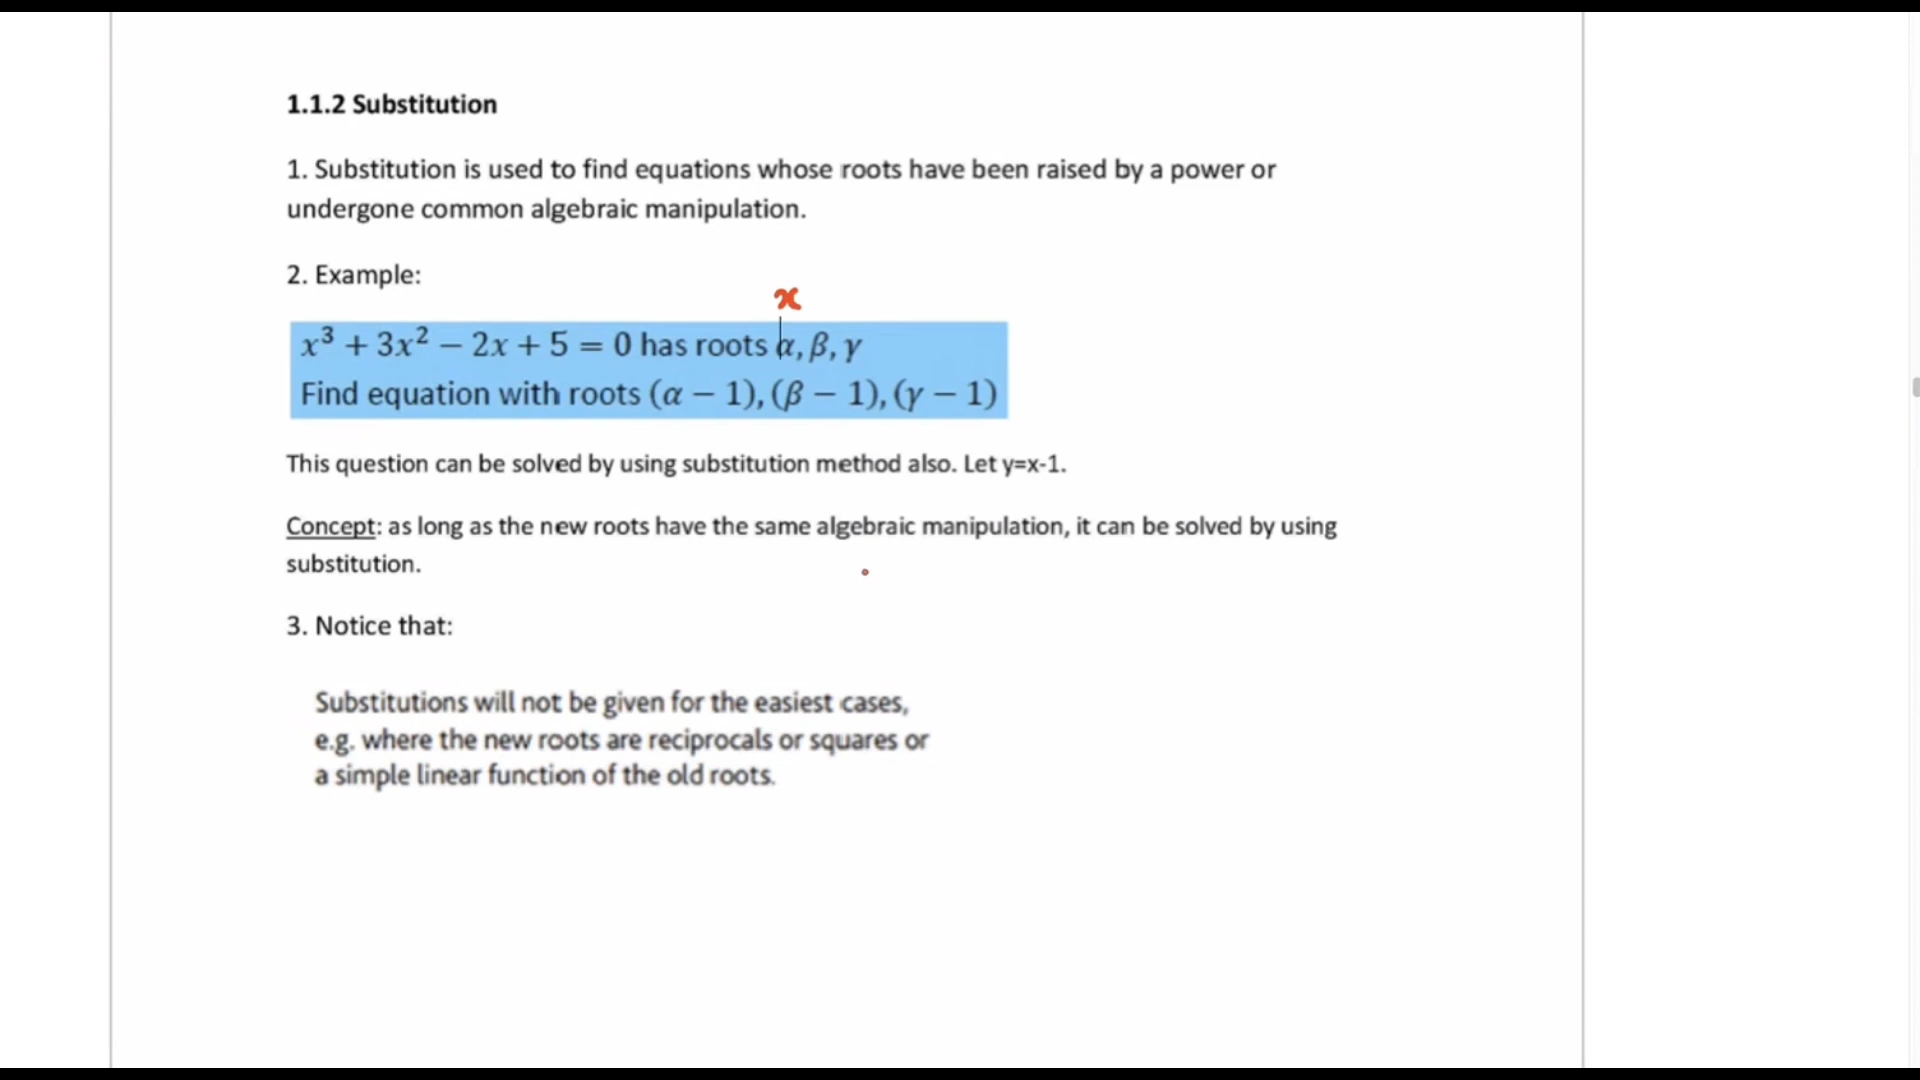 1.1.2 Substitution
1. Substitution is used to find equations whose roots have been raised by a power or
undergone common algebraic manipulation.
2. Example:
x
x³ + 3x² − 2x + 5 = 0 has roots α, β, γ
Find equation with roots (α − 1), (β − 1), (γ − 1)
This question can be solved by using substitution method also. Let y=x-1.
Concept: as long as the new roots have the same algebraic manipulation, it can be solved by using
substitution.
3. Notice that:
Substitutions will not be given for the easiest cases,
e.g. where the new roots are reciprocals or squares or
a simple linear function of the old roots.